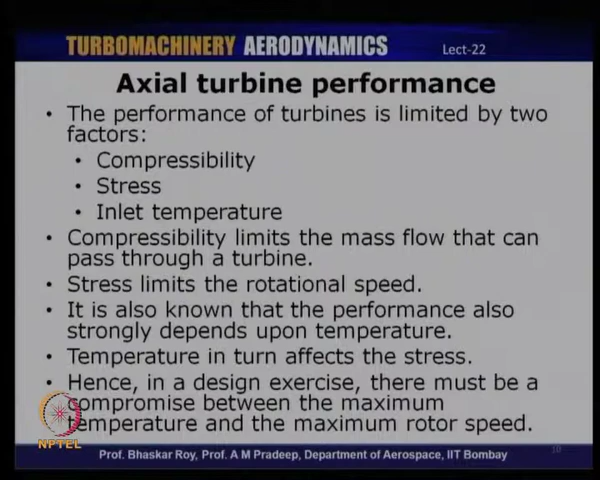 TURBOMACHINERY AERODYNAMICS Lect-22
Axial turbine performance
• The performance of turbines is limited by two
factors:
• Compressibility
• Stress
• Inlet temperature
• Compressibility limits the mass flow that can
pass through a turbine.
• Stress limits the rotational speed.
• It is also known that the performance also
strongly depends upon temperature.
• Temperature in turn affects the stress.
• Hence, in a design exercise, there must be a
compromise between the maximum
temperature and the maximum rotor speed.
NPTEL
Prof. Bhaskar Roy, Prof. A M Pradeep, Department of Aerospace, IIT Bombay
10